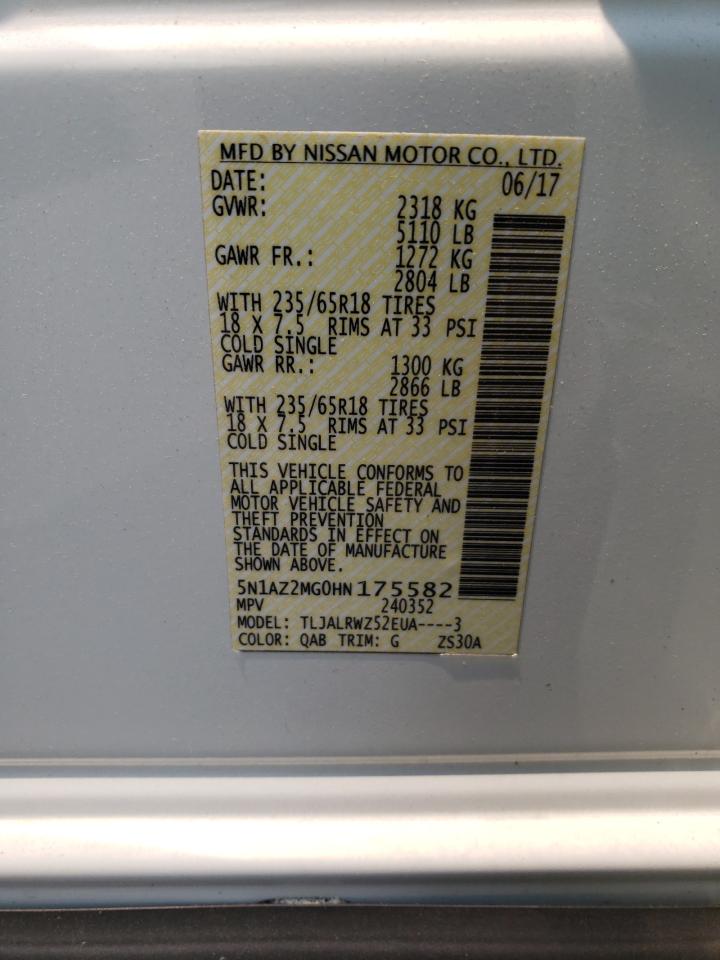 MFD BY NISSAN MOTOR CO., LTD.
DATE: 06/17
GVWR: 2318 KG
5110 LB
GAWR FR.: 1272 KG
2804 LB
WITH 235/65R18 TIRES
18 X 7.5 RIMS AT 33 PSI
COLD SINGLE
GAWR RR.: 1300 KG
2866 LB
WITH 235/65R18 TIRES
18 X 7.5 RIMS AT 33 PSI
COLD SINGLE
THIS VEHICLE CONFORMS TO
ALL APPLICABLE FEDERAL
MOTOR VEHICLE SAFETY AND
THEFT PREVENTION
STANDARDS IN EFFECT ON
THE DATE OF MANUFACTURE
SHOWN ABOVE.
5N1AZ2MG0HN175582
MPV 240352
MODEL: TLJALRWZ52EUA----3
COLOR: QAB TRIM: G ZS30A